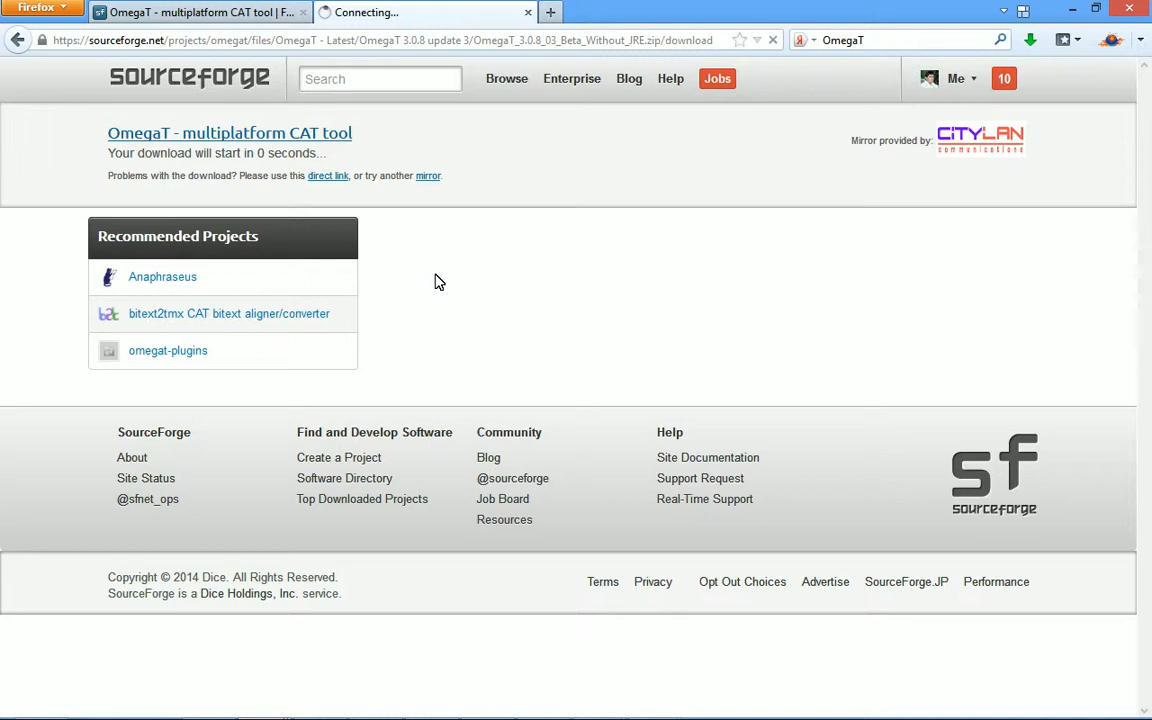 Firefox
OmegaT - multiplatform CAT tool | F...
Connecting...
https://sourceforge.net/projects/omegat/files/OmegaT - Latest/OmegaT 3.0.8 update 3/OmegaT_3.0.8_03_Beta_Without_JRE.zip/download
OmegaT
sourceforge
Search
Browse
Enterprise
Blog
Help
Jobs
Me
10
OmegaT - multiplatform CAT tool
Your download will start in 0 seconds...
Mirror provided by:
CITYLAN
communications
Problems with the download? Please use this direct link, or try another mirror.
Recommended Projects
Anaphraseus
bitext2tmx CAT bitext aligner/converter
omegat-plugins
SourceForge
About
Site Status
@sfnet_ops
Find and Develop Software
Create a Project
Software Directory
Top Downloaded Projects
Community
Blog
@sourceforge
Job Board
Resources
Help
Site Documentation
Support Request
Real-Time Support
sf
sourceforge
Copyright © 2014 Dice. All Rights Reserved.
SourceForge is a Dice Holdings, Inc. service.
Terms
Privacy
Opt Out Choices
Advertise
SourceForge.JP
Performance